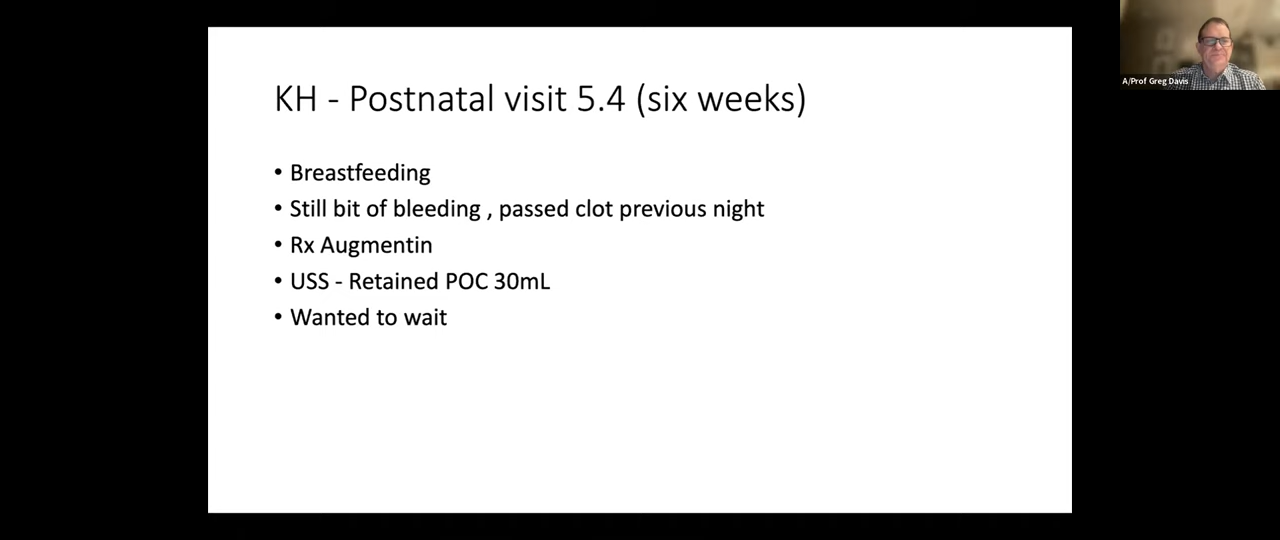 KH - Postnatal visit 5.4 (six weeks)
• Breastfeeding
• Still bit of bleeding , passed clot previous night
• Rx Augmentin
• USS - Retained POC 30mL
• Wanted to wait
A/Prof Greg Davis